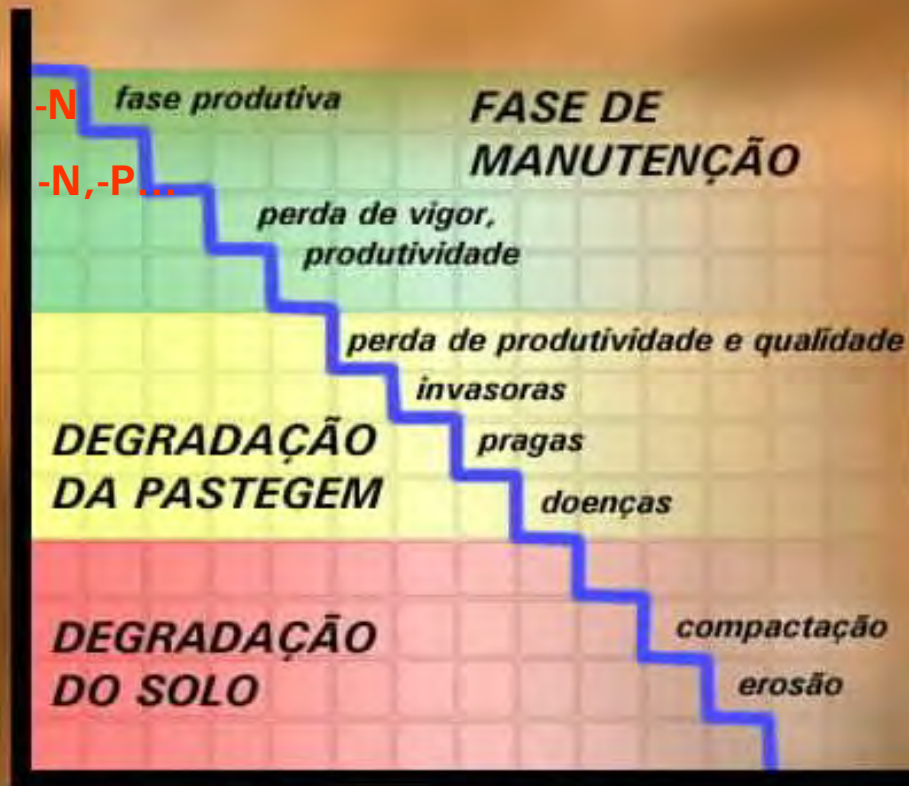 -N
fase produtiva
FASE DE
MANUTENÇÃO
-N,-P...
perda de vigor,
produtividade
perda de produtividade e qualidade
invasoras
DEGRADAÇÃO
DA PASTEGEM
pragas
doenças
DEGRADAÇÃO
DO SOLO
compactação
erosão